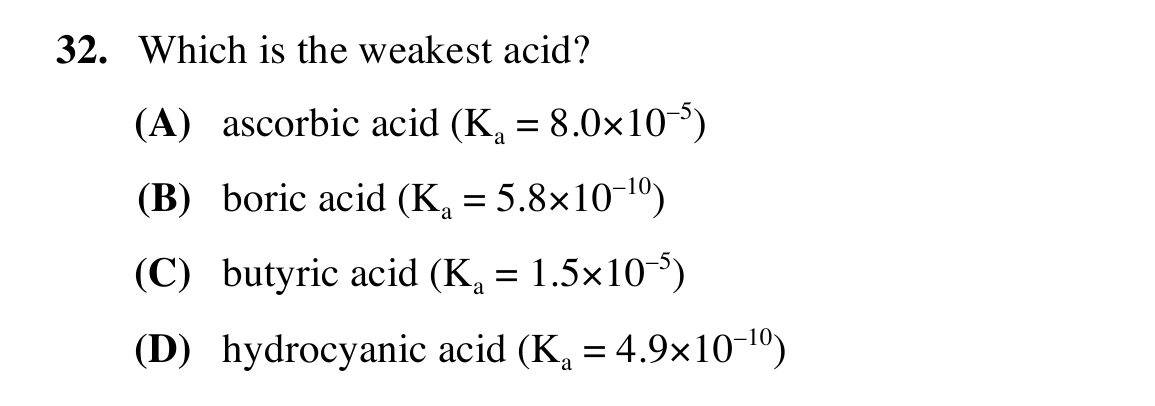 32. Which is the weakest acid?
(A) ascorbic acid (Kₐ = 8.0×10⁻⁵)
(B) boric acid (Kₐ = 5.8×10⁻¹⁰)
(C) butyric acid (Kₐ = 1.5×10⁻⁵)
(D) hydrocyanic acid (Kₐ = 4.9×10⁻¹⁰)